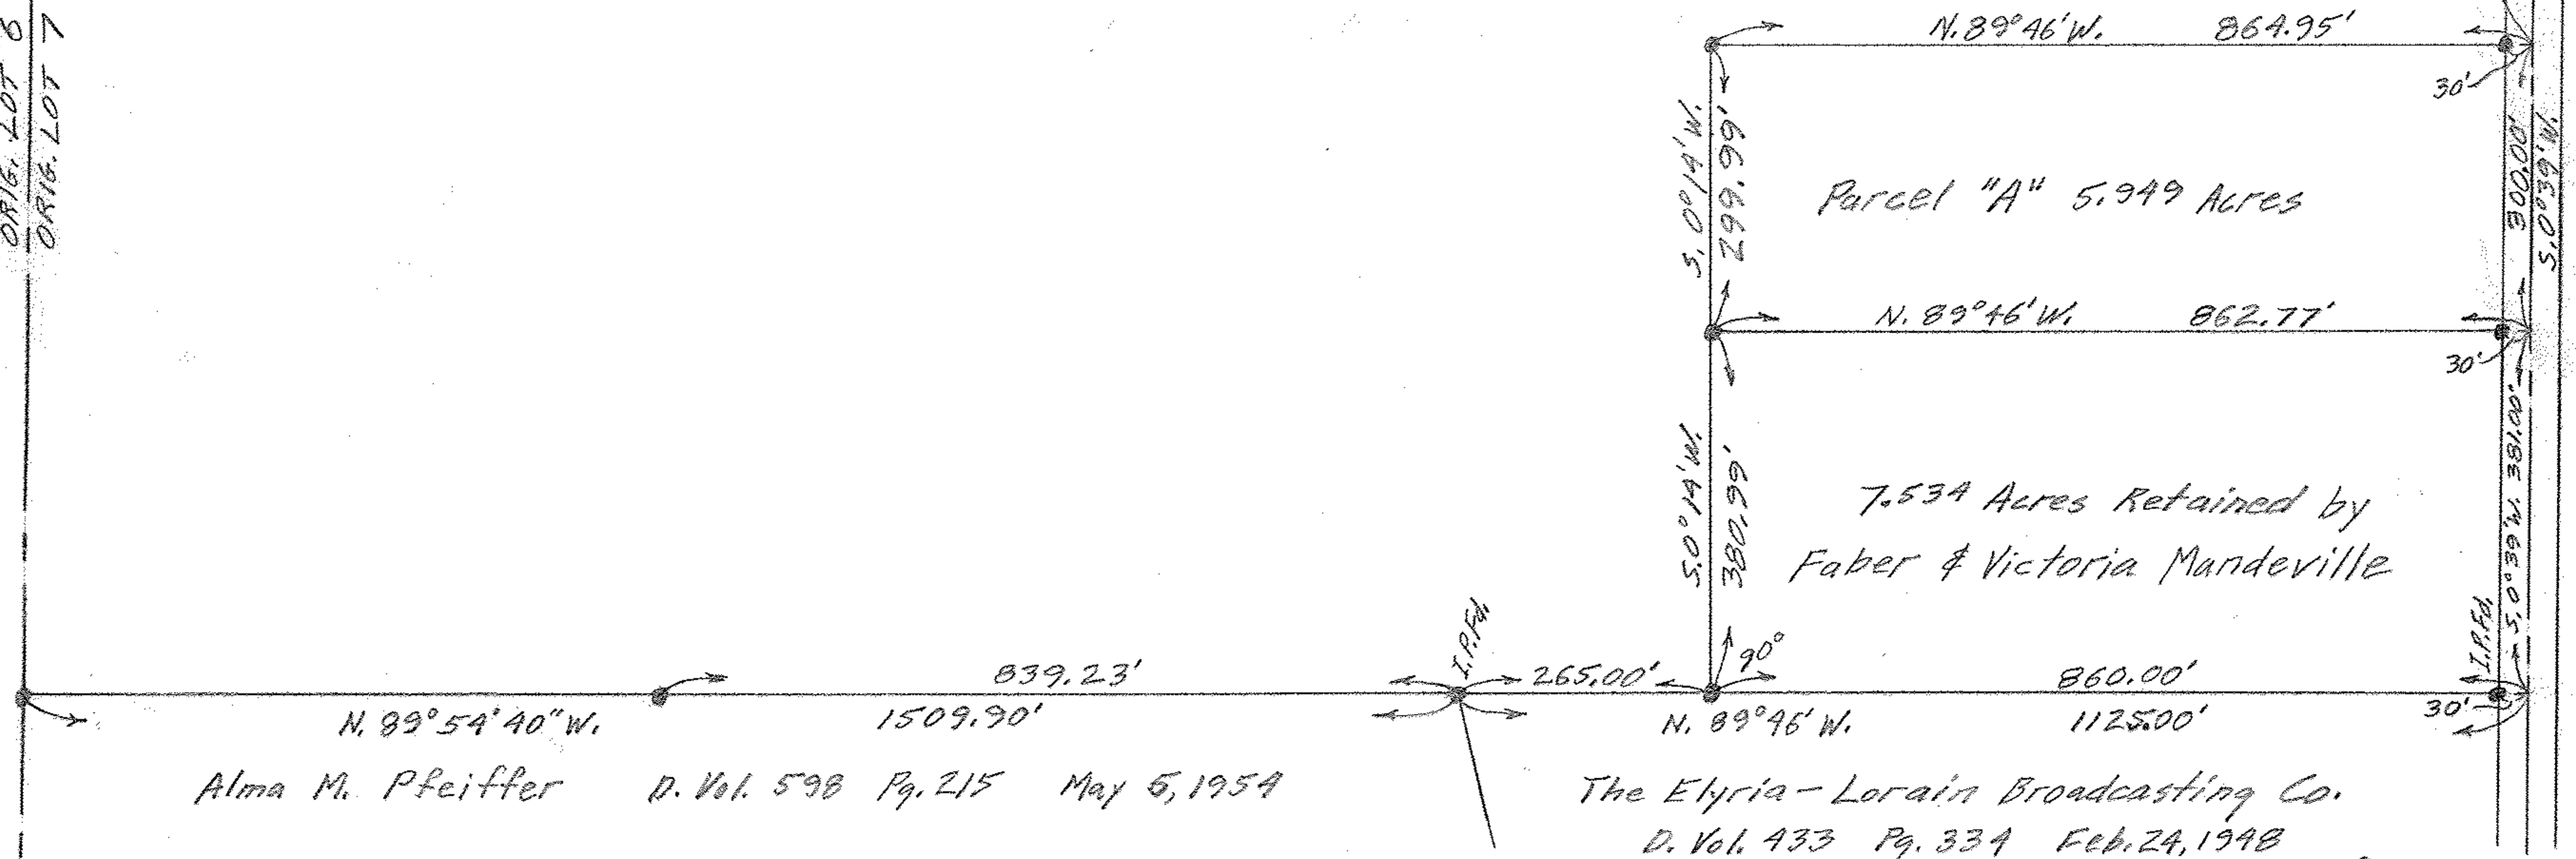 ORIG. LOT 8
ORIG. LOT 7
N. 89°46' W. 864.95'
30'
S. 0°14' W.
299.99'
300.00'
S. 0°39' W.
Parcel "A" 5.949 Acres
N. 89°46' W. 862.77'
30'
S. 0°14' W.
380.99'
7.534 Acres Retained by
Faber & Victoria Mandeville
S. 0°39' W. 381.00'
I.P.Fd.
I.P.Fd.
90°
839.23'
265.00'
860.00'
N. 89°54'40" W. 1509.90'
N. 89°46' W. 1125.00'
30'
Alma M. Pfeiffer D. Vol. 598 Pg. 215 May 5, 1954
The Elyria-Lorain Broadcasting Co.
D. Vol. 433 Pg. 334 Feb. 24, 1948